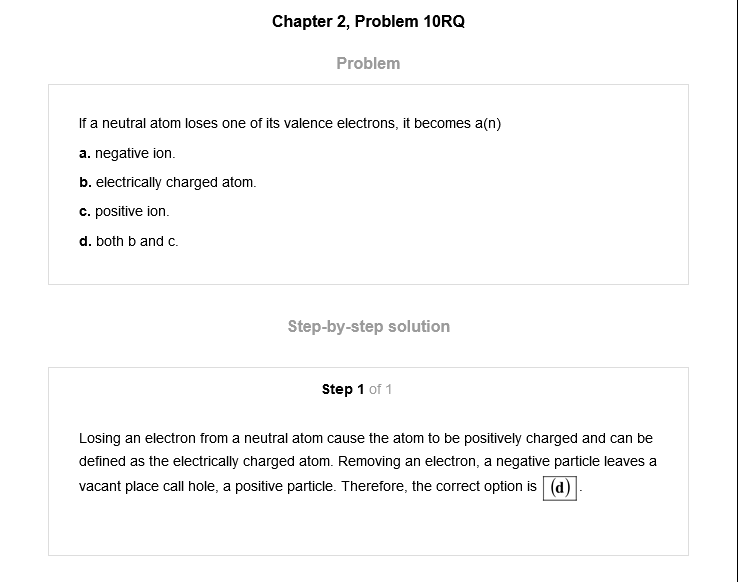 Chapter 2, Problem 10RQ
Problem
If a neutral atom loses one of its valence electrons, it becomes a(n)
a. negative ion.
b. electrically charged atom.
c. positive ion.
d. both b and c.
Step-by-step solution
Step 1 of 1
Losing an electron from a neutral atom cause the atom to be positively charged and can be
defined as the electrically charged atom. Removing an electron, a negative particle leaves a
vacant place call hole, a positive particle. Therefore, the correct option is (d).